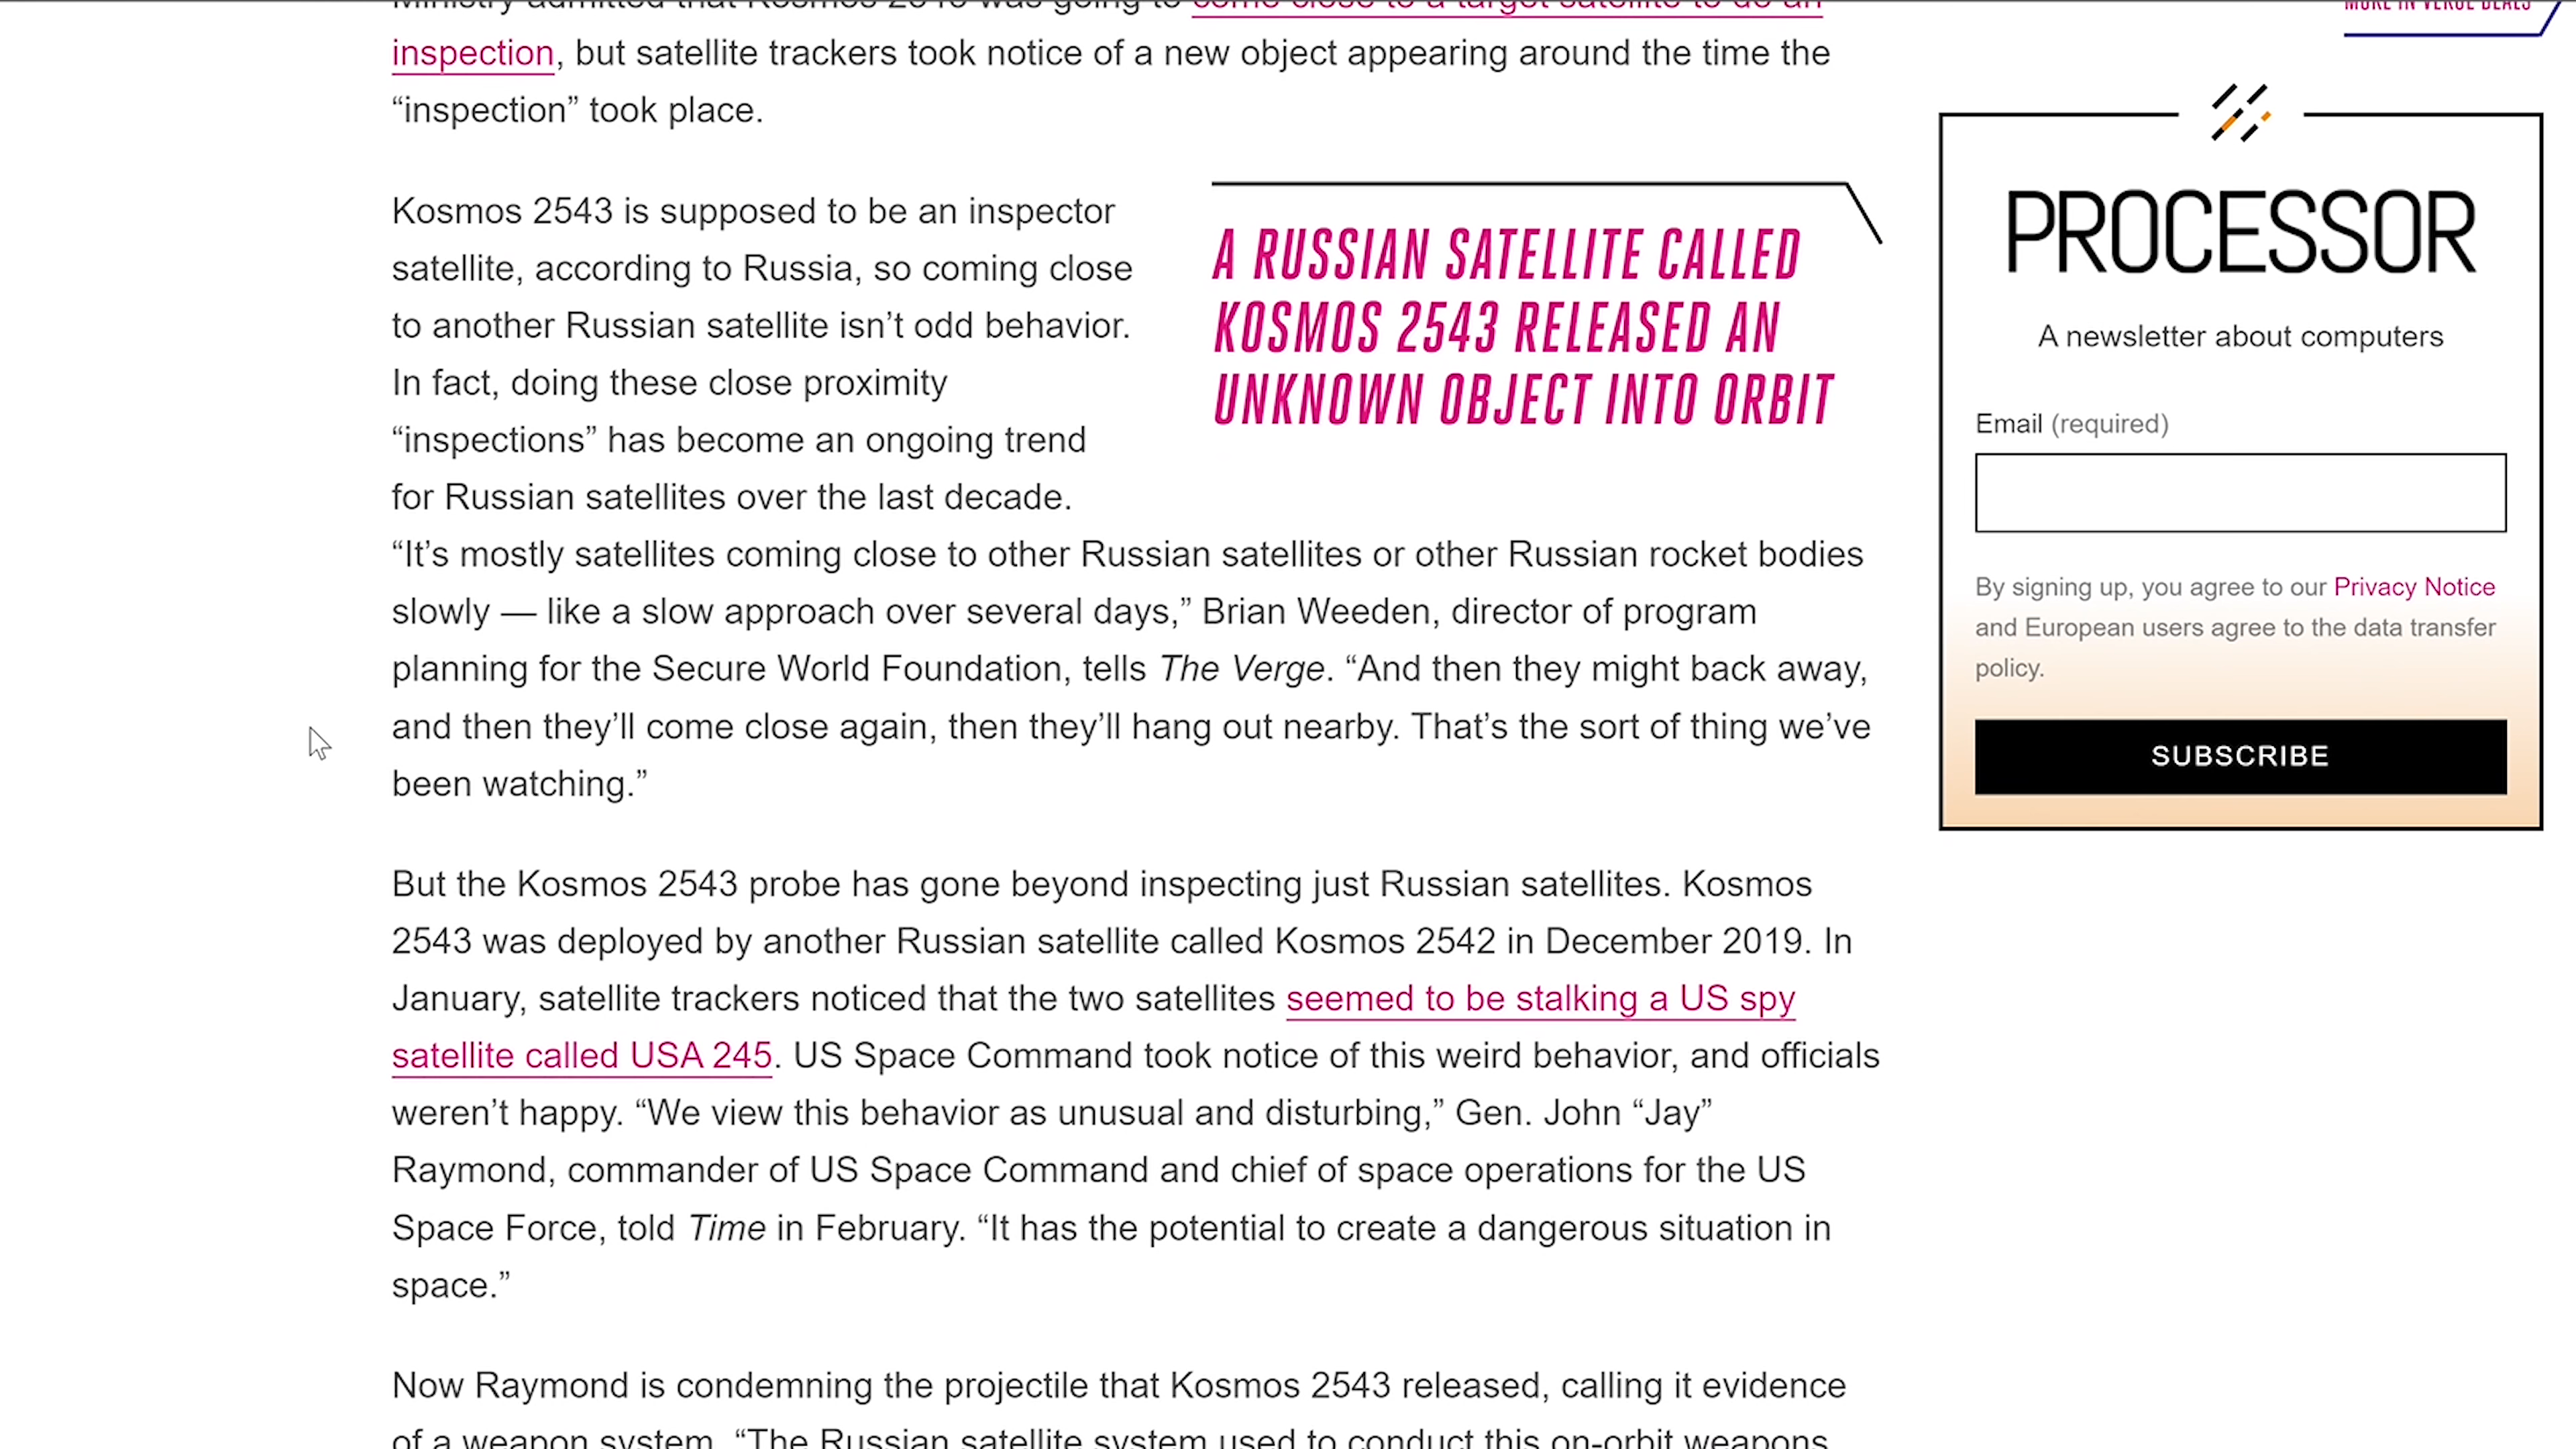 inspection, but satellite trackers took notice of a new object appearing around the time the
“inspection” took place.
Kosmos 2543 is supposed to be an inspector
satellite, according to Russia, so coming close
to another Russian satellite isn’t odd behavior.
In fact, doing these close proximity
“inspections” has become an ongoing trend
for Russian satellites over the last decade.
“It’s mostly satellites coming close to other Russian satellites or other Russian rocket bodies
slowly — like a slow approach over several days,” Brian Weeden, director of program
planning for the Secure World Foundation, tells The Verge. “And then they might back away,
and then they’ll come close again, then they’ll hang out nearby. That’s the sort of thing we’ve
been watching.”
A RUSSIAN SATELLITE CALLED
KOSMOS 2543 RELEASED AN
UNKNOWN OBJECT INTO ORBIT
But the Kosmos 2543 probe has gone beyond inspecting just Russian satellites. Kosmos
2543 was deployed by another Russian satellite called Kosmos 2542 in December 2019. In
January, satellite trackers noticed that the two satellites seemed to be stalking a US spy
satellite called USA 245. US Space Command took notice of this weird behavior, and officials
weren’t happy. “We view this behavior as unusual and disturbing,” Gen. John “Jay”
Raymond, commander of US Space Command and chief of space operations for the US
Space Force, told Time in February. “It has the potential to create a dangerous situation in
space.”
Now Raymond is condemning the projectile that Kosmos 2543 released, calling it evidence
of a weapon system. “The Russian satellite system used to conduct this on-orbit weapons
MORE IN VERGE DEALS
PROCESSOR
A newsletter about computers
Email (required)
By signing up, you agree to our Privacy Notice
and European users agree to the data transfer
policy.
SUBSCRIBE